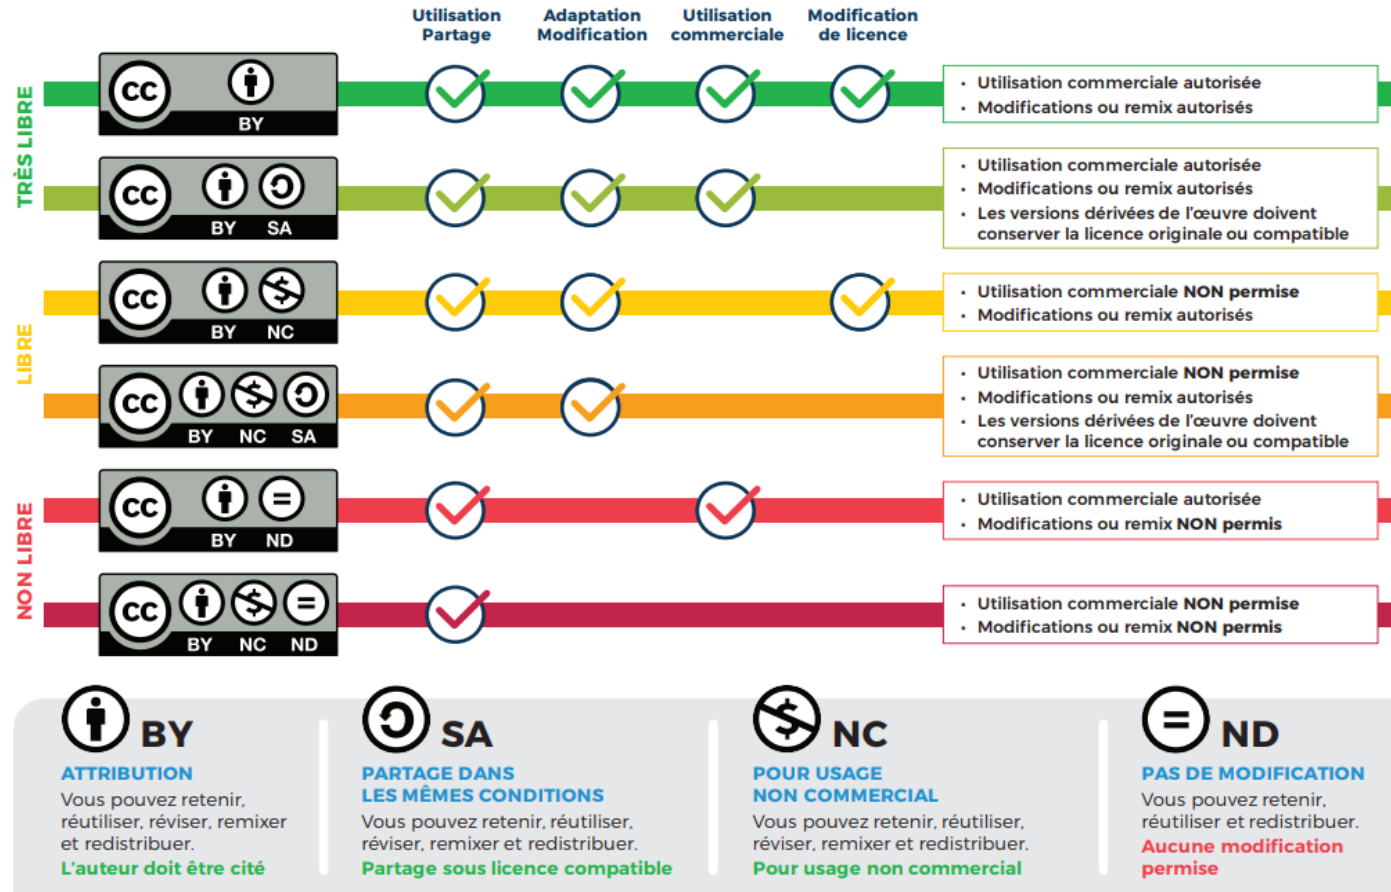 Utilisation
Partage
Adaptation
Modification
Utilisation
commerciale
Modification
de licence
TRÈS LIBRE
cc
BY
• Utilisation commerciale autorisée
• Modifications ou remix autorisés
cc
BY SA
• Utilisation commerciale autorisée
• Modifications ou remix autorisés
• Les versions dérivées de l'œuvre doivent
conserver la licence originale ou compatible
LIBRE
cc
$
BY NC
• Utilisation commerciale NON permise
• Modifications ou remix autorisés
cc
$
BY NC SA
• Utilisation commerciale NON permise
• Modifications ou remix autorisés
• Les versions dérivées de l'œuvre doivent
conserver la licence originale ou compatible
NON LIBRE
cc
=
BY ND
• Utilisation commerciale autorisée
• Modifications ou remix NON permis
cc
$ =
BY NC ND
• Utilisation commerciale NON permise
• Modifications ou remix NON permis
BY
ATTRIBUTION
Vous pouvez retenir,
réutiliser, réviser, remixer
et redistribuer.
L'auteur doit être cité
SA
PARTAGE DANS
LES MÊMES CONDITIONS
Vous pouvez retenir, réutiliser,
réviser, remixer et redistribuer.
Partage sous licence compatible
$
NC
POUR USAGE
NON COMMERCIAL
Vous pouvez retenir, réutiliser,
réviser, remixer et redistribuer.
Pour usage non commercial
=
ND
PAS DE MODIFICATION
Vous pouvez retenir,
réutiliser et redistribuer.
Aucune modification
permise